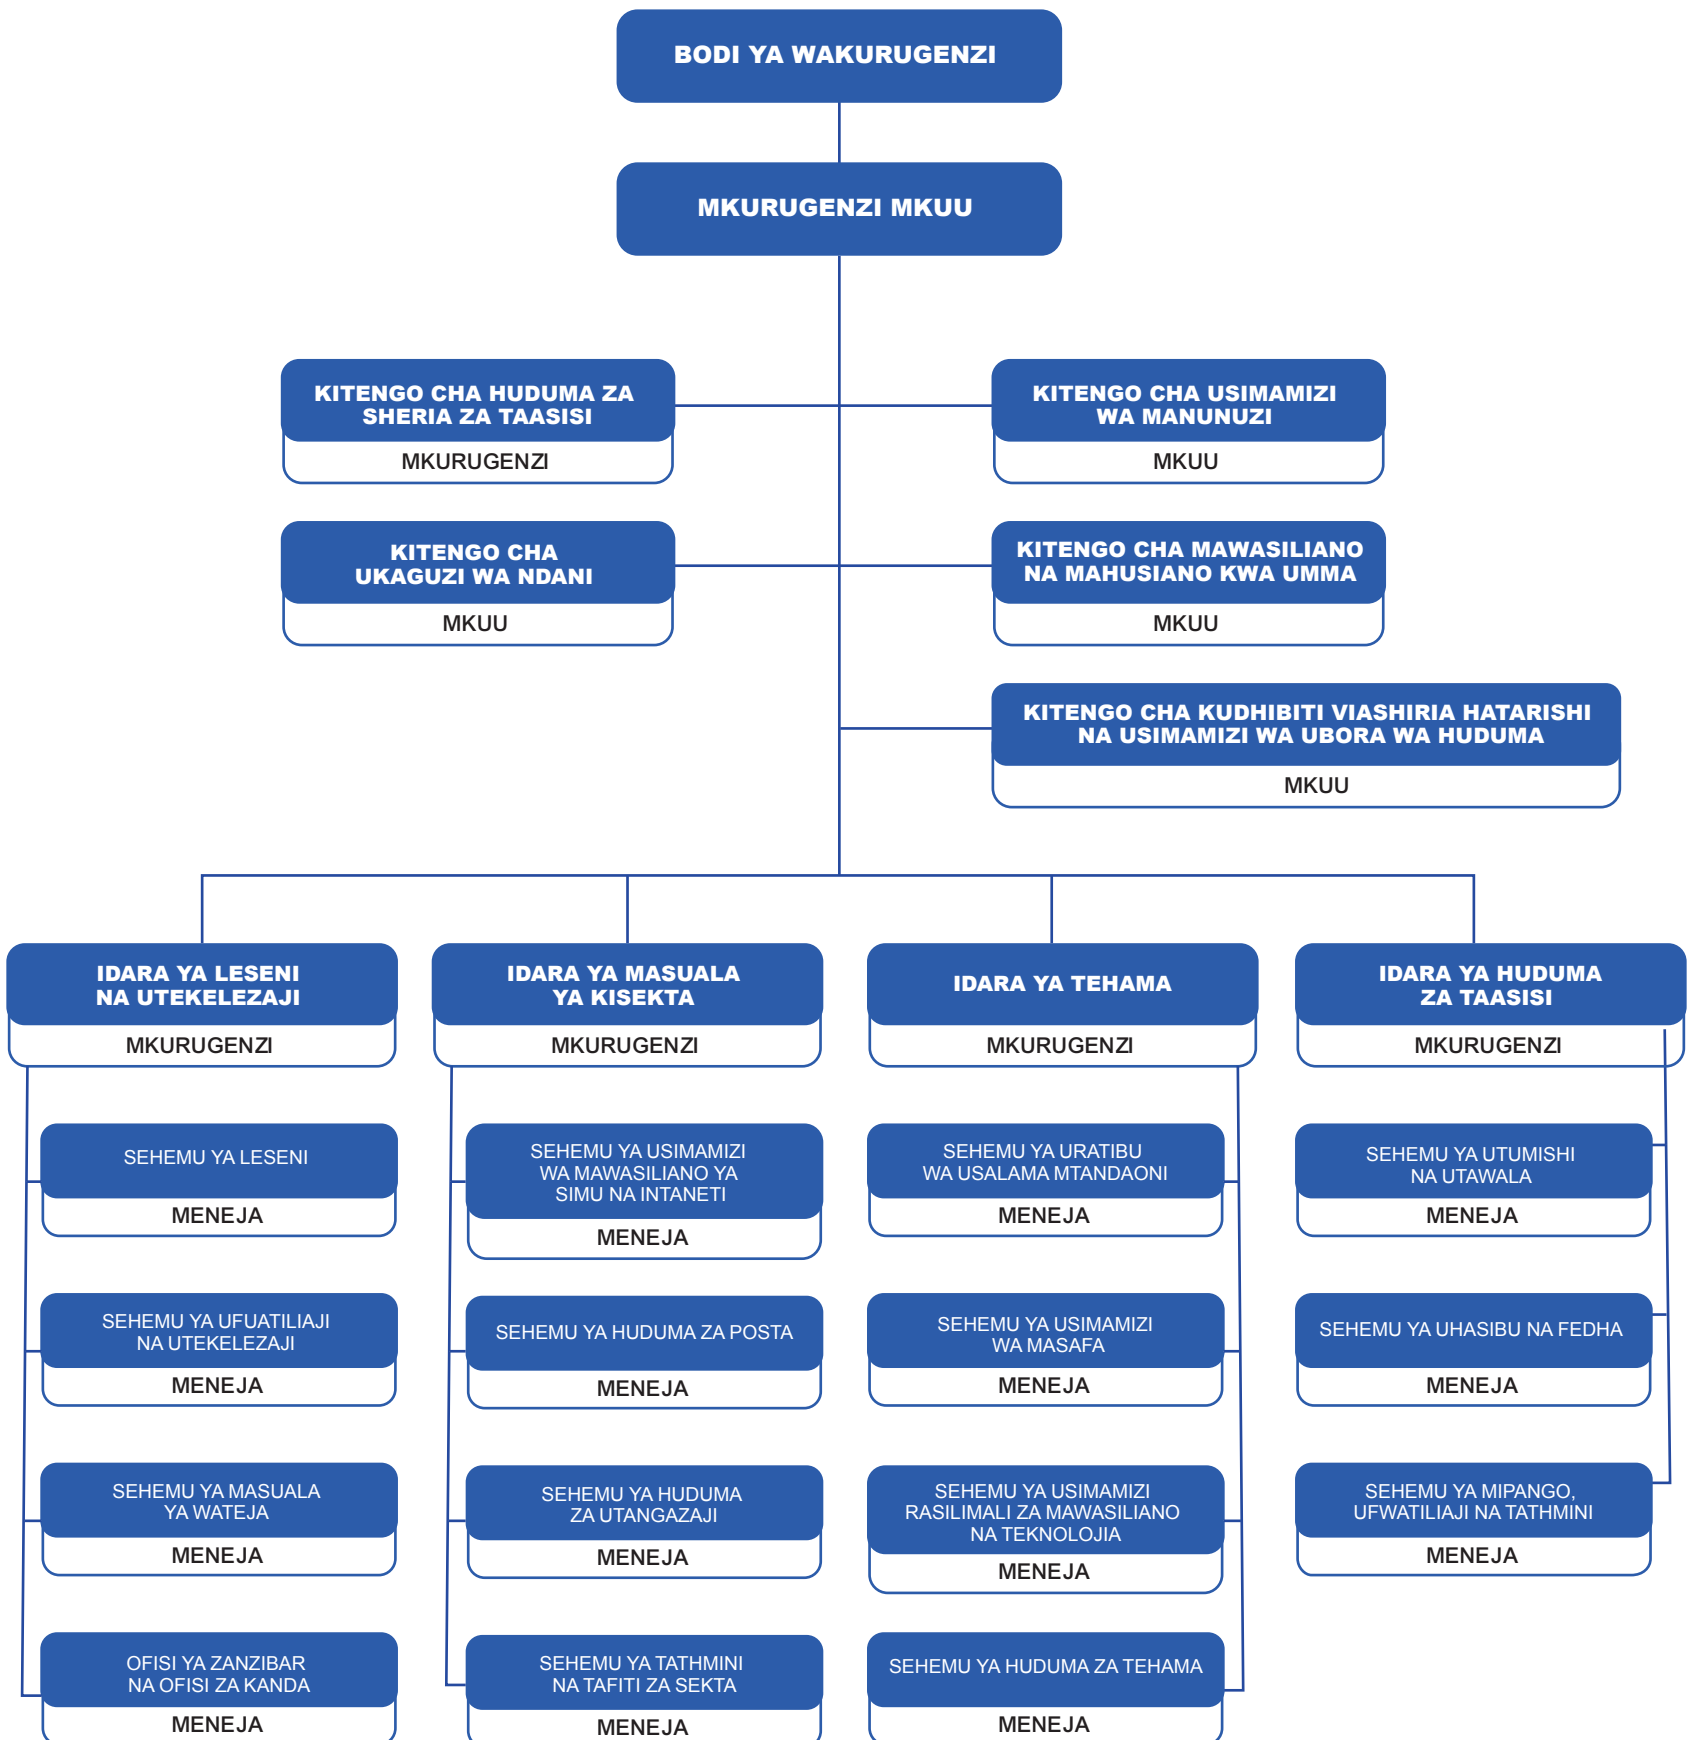 BODI YA WAKURUGENZI
MKURUGENZI MKUU
KITENGO CHA HUDUMA ZA
SHERIA ZA TAASISI
MKURUGENZI
KITENGO CHA USIMAMIZI
WA MANUNUZI
MKUU
KITENGO CHA
UKAGUZI WA NDANI
MKUU
KITENGO CHA MAWASILIANO
NA MAHUSIANO KWA UMMA
MKUU
KITENGO CHA KUDHIBITI VIASHIRIA HATARISHI
NA USIMAMIZI WA UBORA WA HUDUMA
MKUU
IDARA YA LESENI
NA UTEKELEZAJI
MKURUGENZI
SEHEMU YA LESENI
MENEJA
SEHEMU YA UFUATILIAJI
NA UTEKELEZAJI
MENEJA
SEHEMU YA MASUALA
YA WATEJA
MENEJA
OFISI YA ZANZIBAR
NA OFISI ZA KANDA
MENEJA
IDARA YA MASUALA
YA KISEKTA
MKURUGENZI
SEHEMU YA USIMAMIZI
WA MAWASILIANO YA
SIMU NA INTANETI
MENEJA
SEHEMU YA HUDUMA ZA POSTA
MENEJA
SEHEMU YA HUDUMA
ZA UTANGAZAJI
MENEJA
SEHEMU YA TATHMINI
NA TAFITI ZA SEKTA
MENEJA
IDARA YA TEHAMA
MKURUGENZI
SEHEMU YA URATIBU
WA USALAMA MTANDAONI
MENEJA
SEHEMU YA USIMAMIZI
WA MASAFA
MENEJA
SEHEMU YA USIMAMIZI
RASILIMALI ZA MAWASILIANO
NA TEKNOLOJIA
MENEJA
SEHEMU YA HUDUMA ZA TEHAMA
MENEJA
IDARA YA HUDUMA
ZA TAASISI
MKURUGENZI
SEHEMU YA UTUMISHI
NA UTAWALA
MENEJA
SEHEMU YA UHASIBU NA FEDHA
MENEJA
SEHEMU YA MIPANGO,
UFWATILIAJI NA TATHMINI
MENEJA